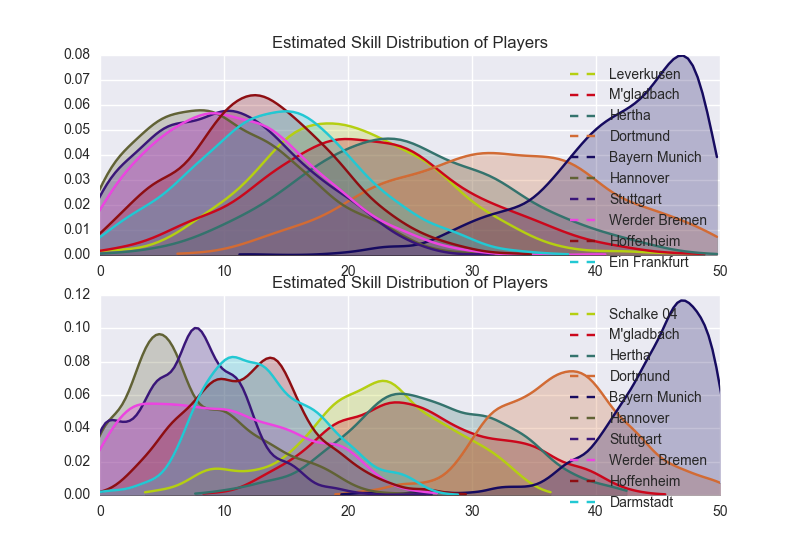 Estimated Skill Distribution of Players
0.08
0.07
0.06
0.05
0.04
0.03
0.02
0.01
0.00
0 10 20 30 40 50
Leverkusen
M'gladbach
Hertha
Dortmund
Bayern Munich
Hannover
Stuttgart
Werder Bremen
Hoffenheim
Ein Frankfurt
Estimated Skill Distribution of Players
0.12
0.10
0.08
0.06
0.04
0.02
0.00
0 10 20 30 40 50
Schalke 04
M'gladbach
Hertha
Dortmund
Bayern Munich
Hannover
Stuttgart
Werder Bremen
Hoffenheim
Darmstadt